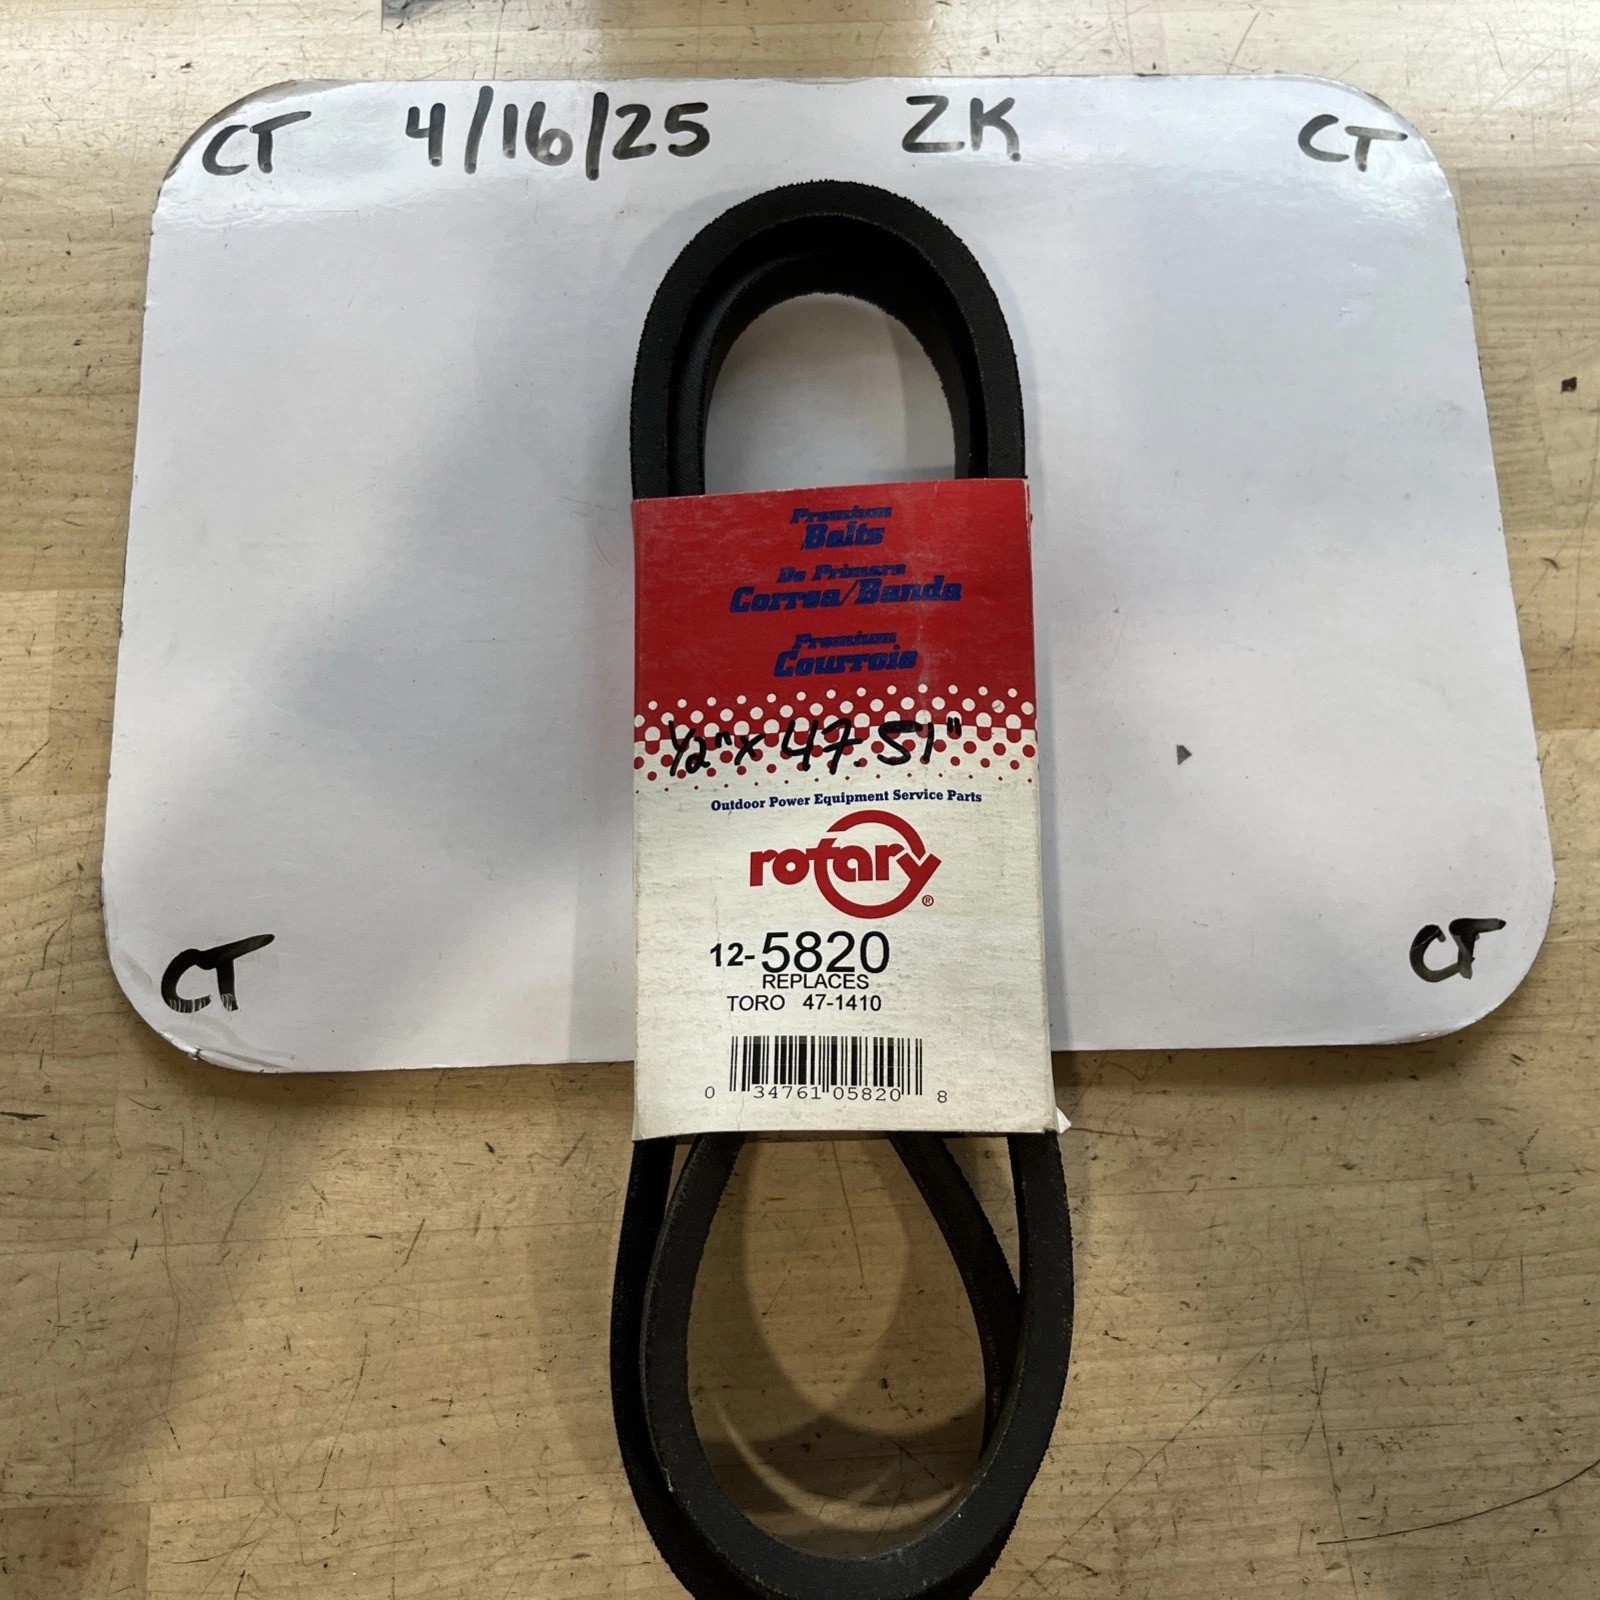 CT 4/16/25 ZK CT
Premium
Belts
De Primera
Correa/Banda
Premium
Courroie
1/2" x 47.51"
Outdoor Power Equipment Service Parts
rotary®
12-5820
REPLACES
TORO 47-1410
0 34761 05820 8
CT CT